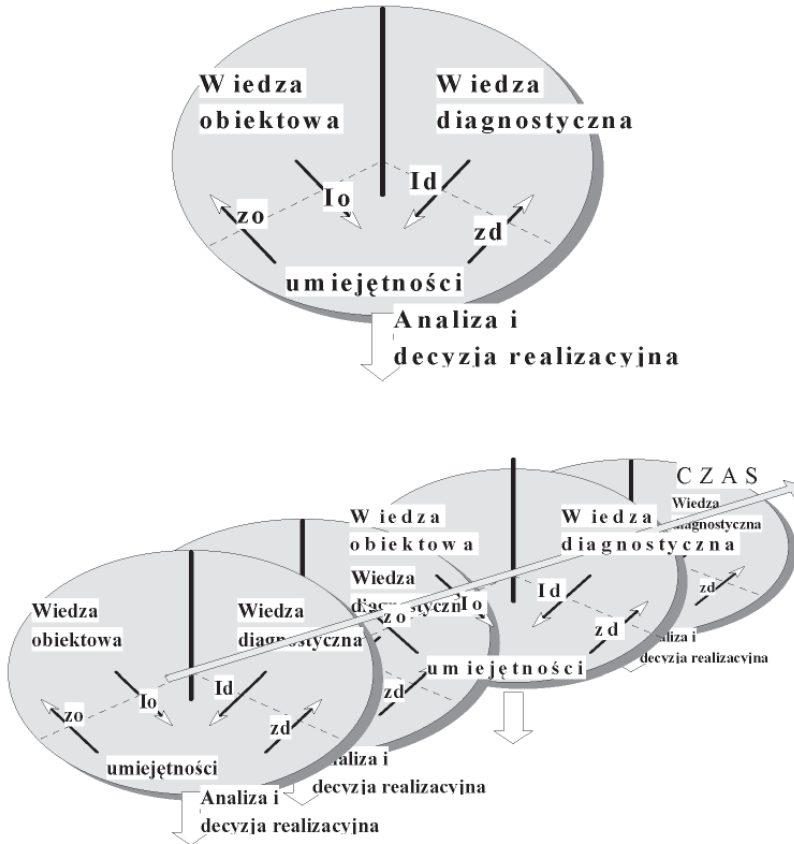 Wiedza
obiektowa
Wiedza
diagnostyczna
Io
Id
zo
zd
umiejętności
Analiza i
decyzja realizacyjna
CZAS
Wiedza
diagnostyczna
zd
decyzja realizacyjna
Wiedza
obiektowa
Wiedza
diagnostyczna
Io
Id
zo
zd
umiejętności
Wiedza
zd
decyzja realizacyjna
Wiedza
obiektowa
Wiedza
diagnostyczna
Io
Id
zo
zd
umiejętności
Analiza i
decyzja realizacyjna